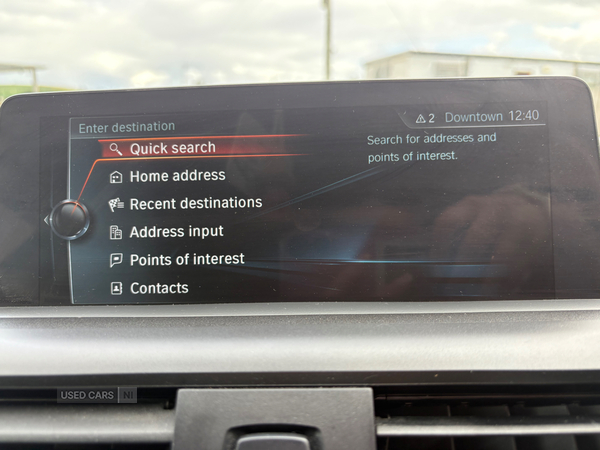 Enter destination
2 Downtown 12:40
Quick search
Search for addresses and
points of interest.
Home address
Recent destinations
Address input
Points of interest
Contacts
USED CARS NI